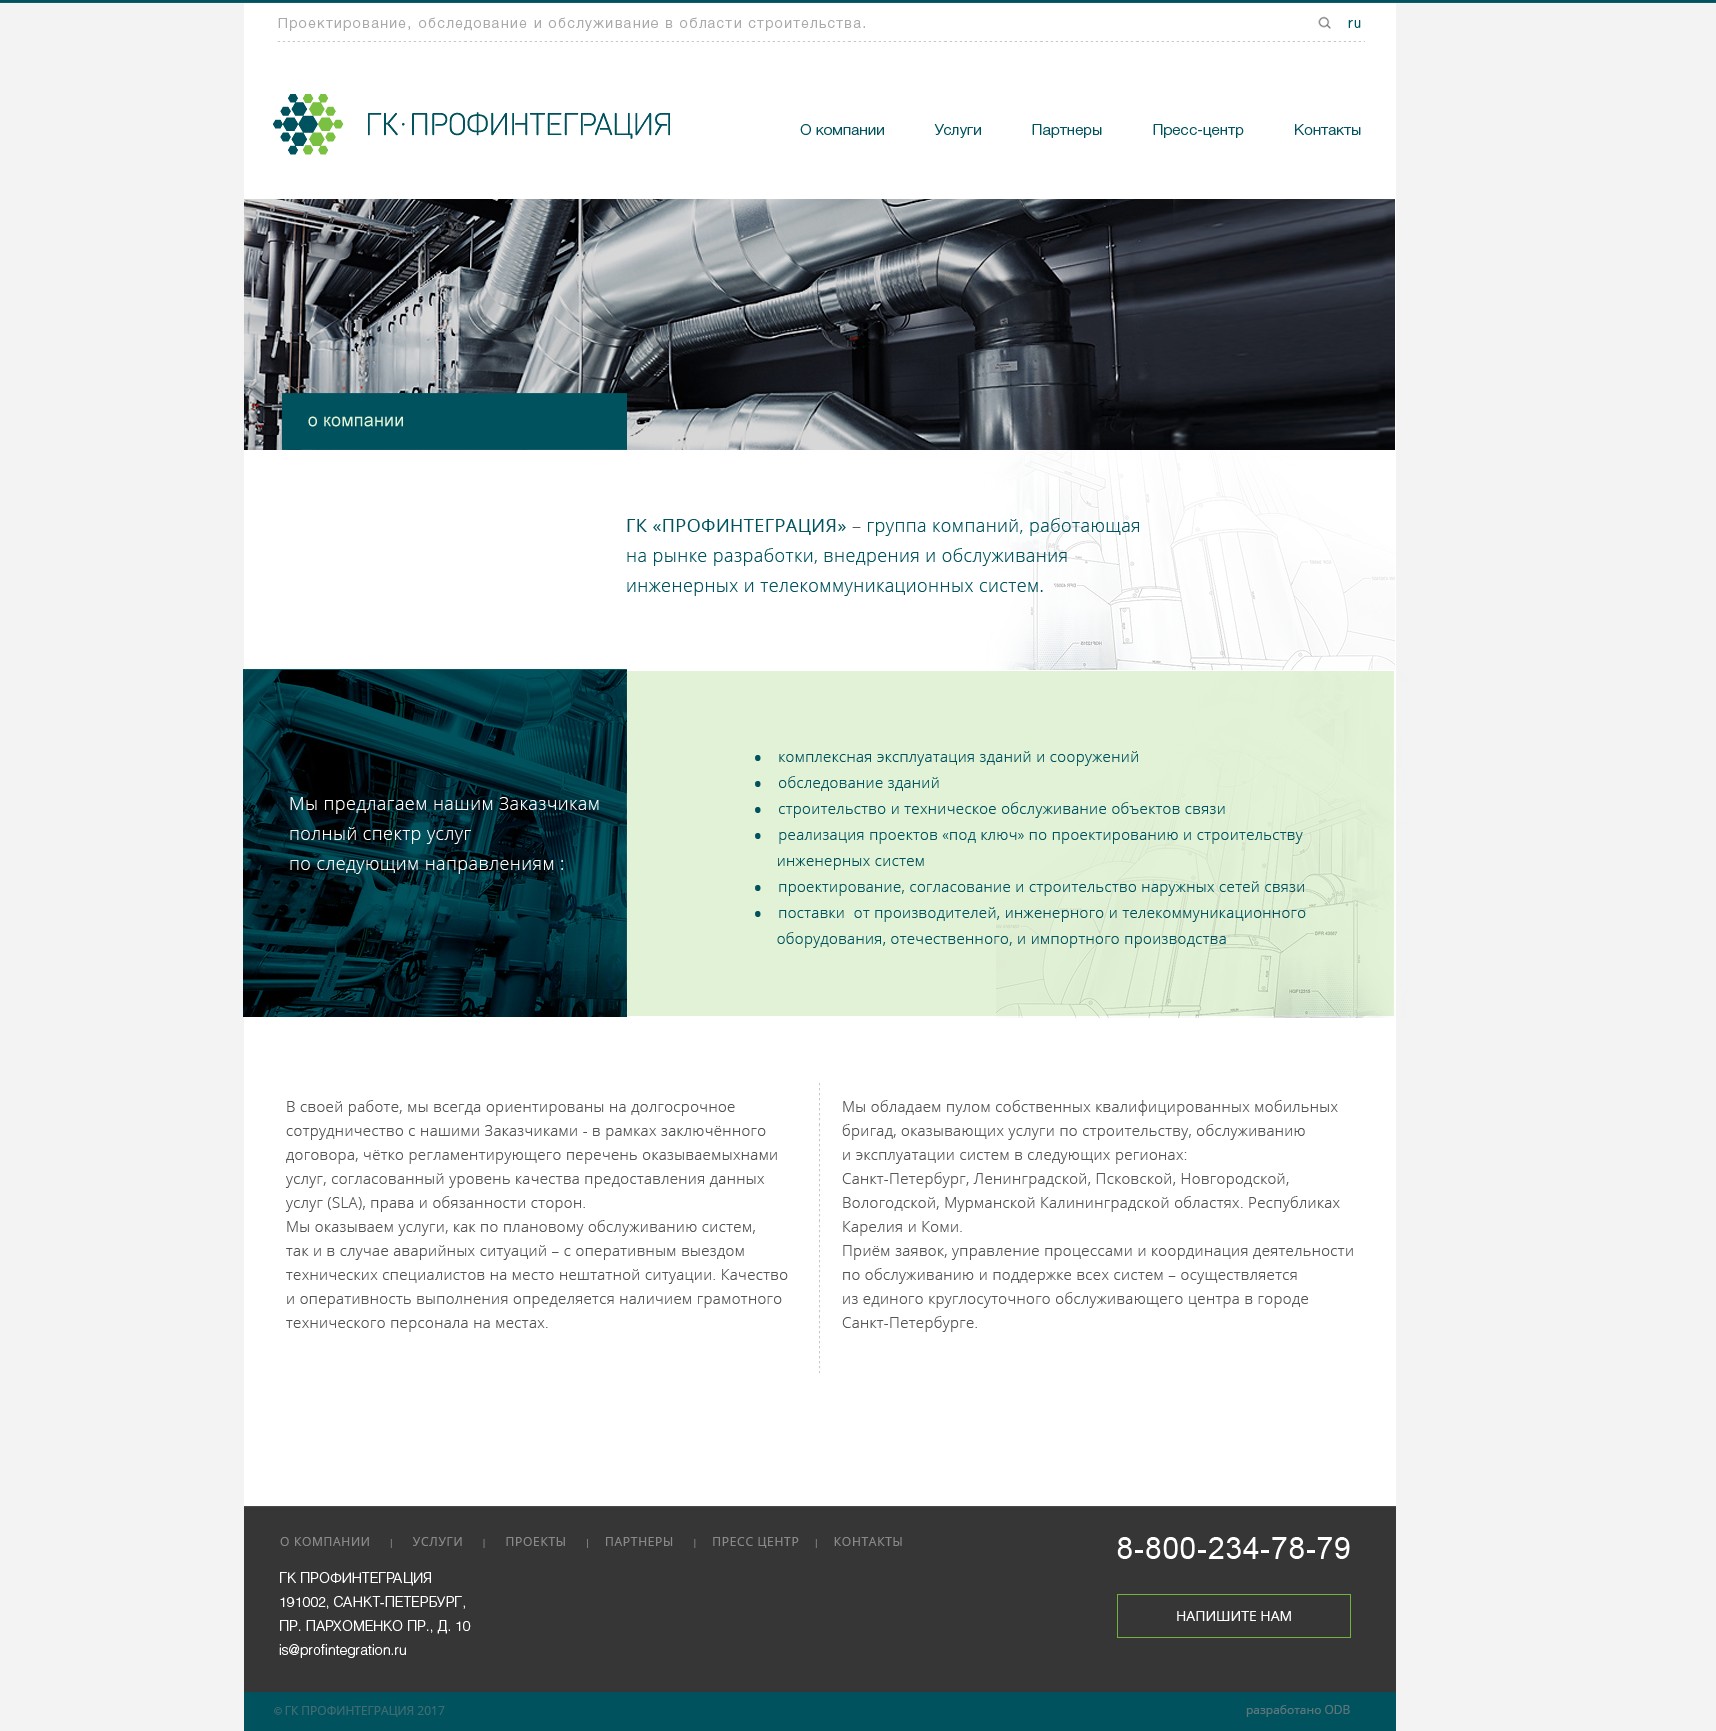 Проектирование, обследование и обслуживание в области строительства.
ru
ГК·ПРОФИНТЕГРАЦИЯ
О компании Услуги Партнеры Пресс-центр Контакты
о компании
ГК «ПРОФИНТЕГРАЦИЯ» – группа компаний, работающая
на рынке разработки, внедрения и обслуживания
инженерных и телекоммуникационных систем.
Мы предлагаем нашим Заказчикам
полный спектр услуг
по следующим направлениям :
• комплексная эксплуатация зданий и сооружений
• обследование зданий
• строительство и техническое обслуживание объектов связи
• реализация проектов «под ключ» по проектированию и строительству
инженерных систем
• проектирование, согласование и строительство наружных сетей связи
• поставки от производителей, инженерного и телекоммуникационного
оборудования, отечественного, и импортного производства
В своей работе, мы всегда ориентированы на долгосрочное
сотрудничество с нашими Заказчиками - в рамках заключённого
договора, чётко регламентирующего перечень оказываемыхнами
услуг, согласованный уровень качества предоставления данных
услуг (SLA), права и обязанности сторон.
Мы оказываем услуги, как по плановому обслуживанию систем,
так и в случае аварийных ситуаций – с оперативным выездом
технических специалистов на место нештатной ситуации. Качество
и оперативность выполнения определяется наличием грамотного
технического персонала на местах.
Мы обладаем пулом собственных квалифицированных мобильных
бригад, оказывающих услуги по строительству, обслуживанию
и эксплуатации систем в следующих регионах:
Санкт-Петербург, Ленинградской, Псковской, Новгородской,
Вологодской, Мурманской Калининградской областях. Республиках
Карелия и Коми.
Приём заявок, управление процессами и координация деятельности
по обслуживанию и поддержке всех систем – осуществляется
из единого круглосуточного обслуживающего центра в городе
Санкт-Петербурге.
О КОМПАНИИ | УСЛУГИ | ПРОЕКТЫ | ПАРТНЕРЫ | ПРЕСС ЦЕНТР | КОНТАКТЫ
ГК ПРОФИНТЕГРАЦИЯ
191002, САНКТ-ПЕТЕРБУРГ,
ПР. ПАРХОМЕНКО ПР., Д. 10
is@profintegration.ru
8-800-234-78-79
НАПИШИТЕ НАМ
© ГК ПРОФИНТЕГРАЦИЯ 2017
разработано ODB